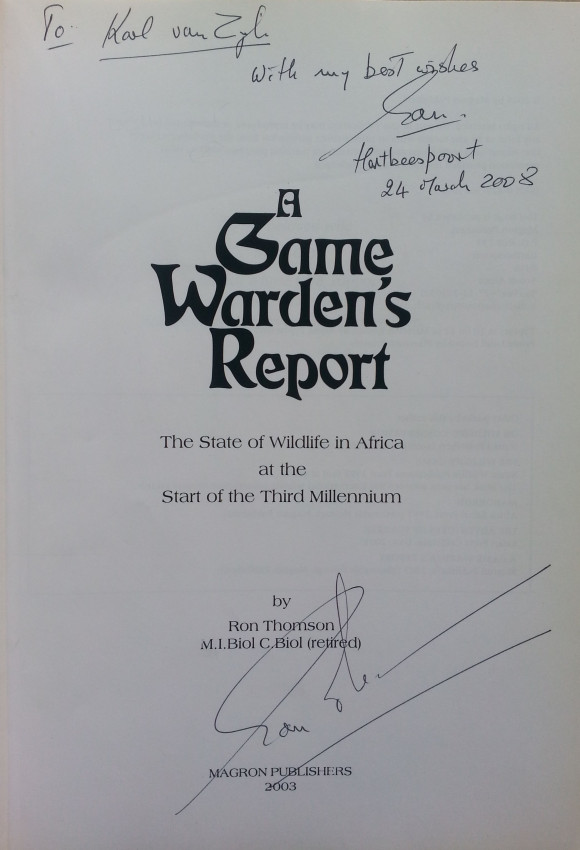 To: Karl van Zyl
With my best wishes
Ron.
Hartbeespoort
24 March 2008
A
Game
Warden's
Report
The State of Wildlife in Africa
at the
Start of the Third Millennium
by
Ron Thomson
M.I.Biol C.Biol (retired)
Ron
MAGRON PUBLISHERS
2003